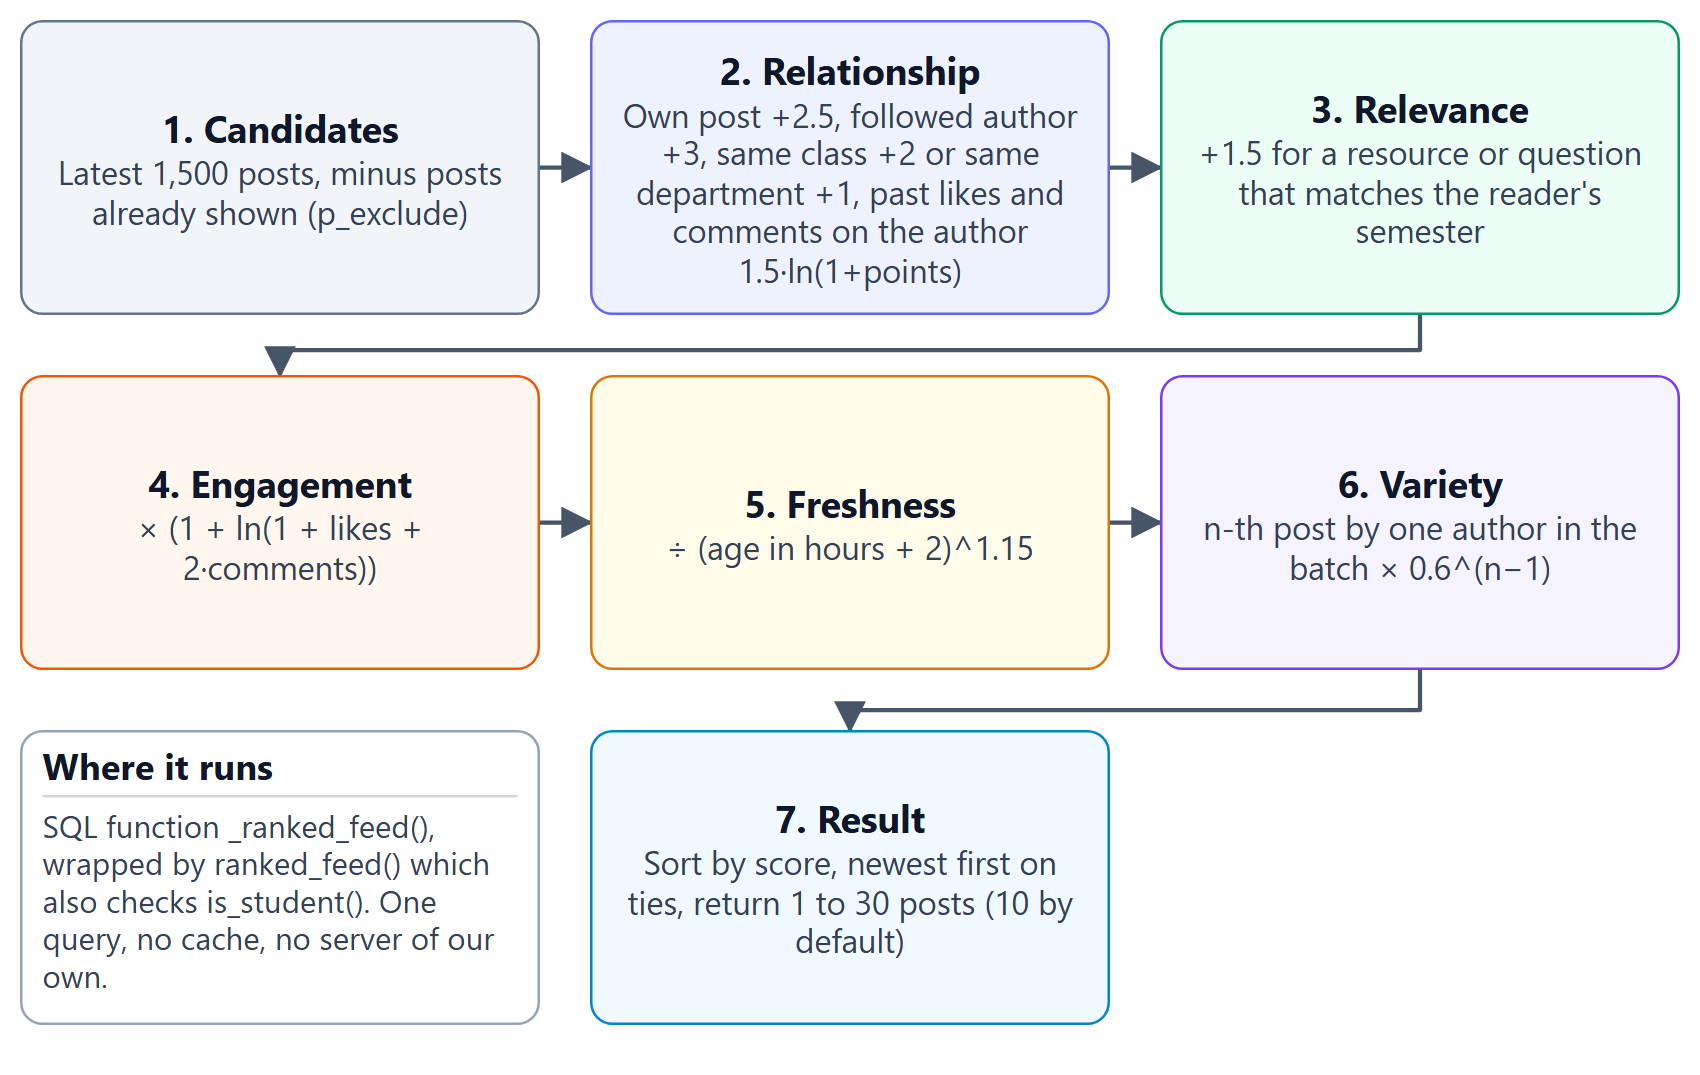 1. Candidates
Latest 1,500 posts, minus posts
already shown (p_exclude)
2. Relationship
Own post +2.5, followed author
+3, same class +2 or same
department +1, past likes and
comments on the author
1.5·ln(1+points)
3. Relevance
+1.5 for a resource or question
that matches the reader's
semester
4. Engagement
× (1 + ln(1 + likes +
2·comments))
5. Freshness
÷ (age in hours + 2)^1.15
6. Variety
n-th post by one author in the
batch × 0.6^(n−1)
Where it runs
SQL function _ranked_feed(),
wrapped by ranked_feed() which
also checks is_student(). One
query, no cache, no server of our
own.
7. Result
Sort by score, newest first on
ties, return 1 to 30 posts (10 by
default)